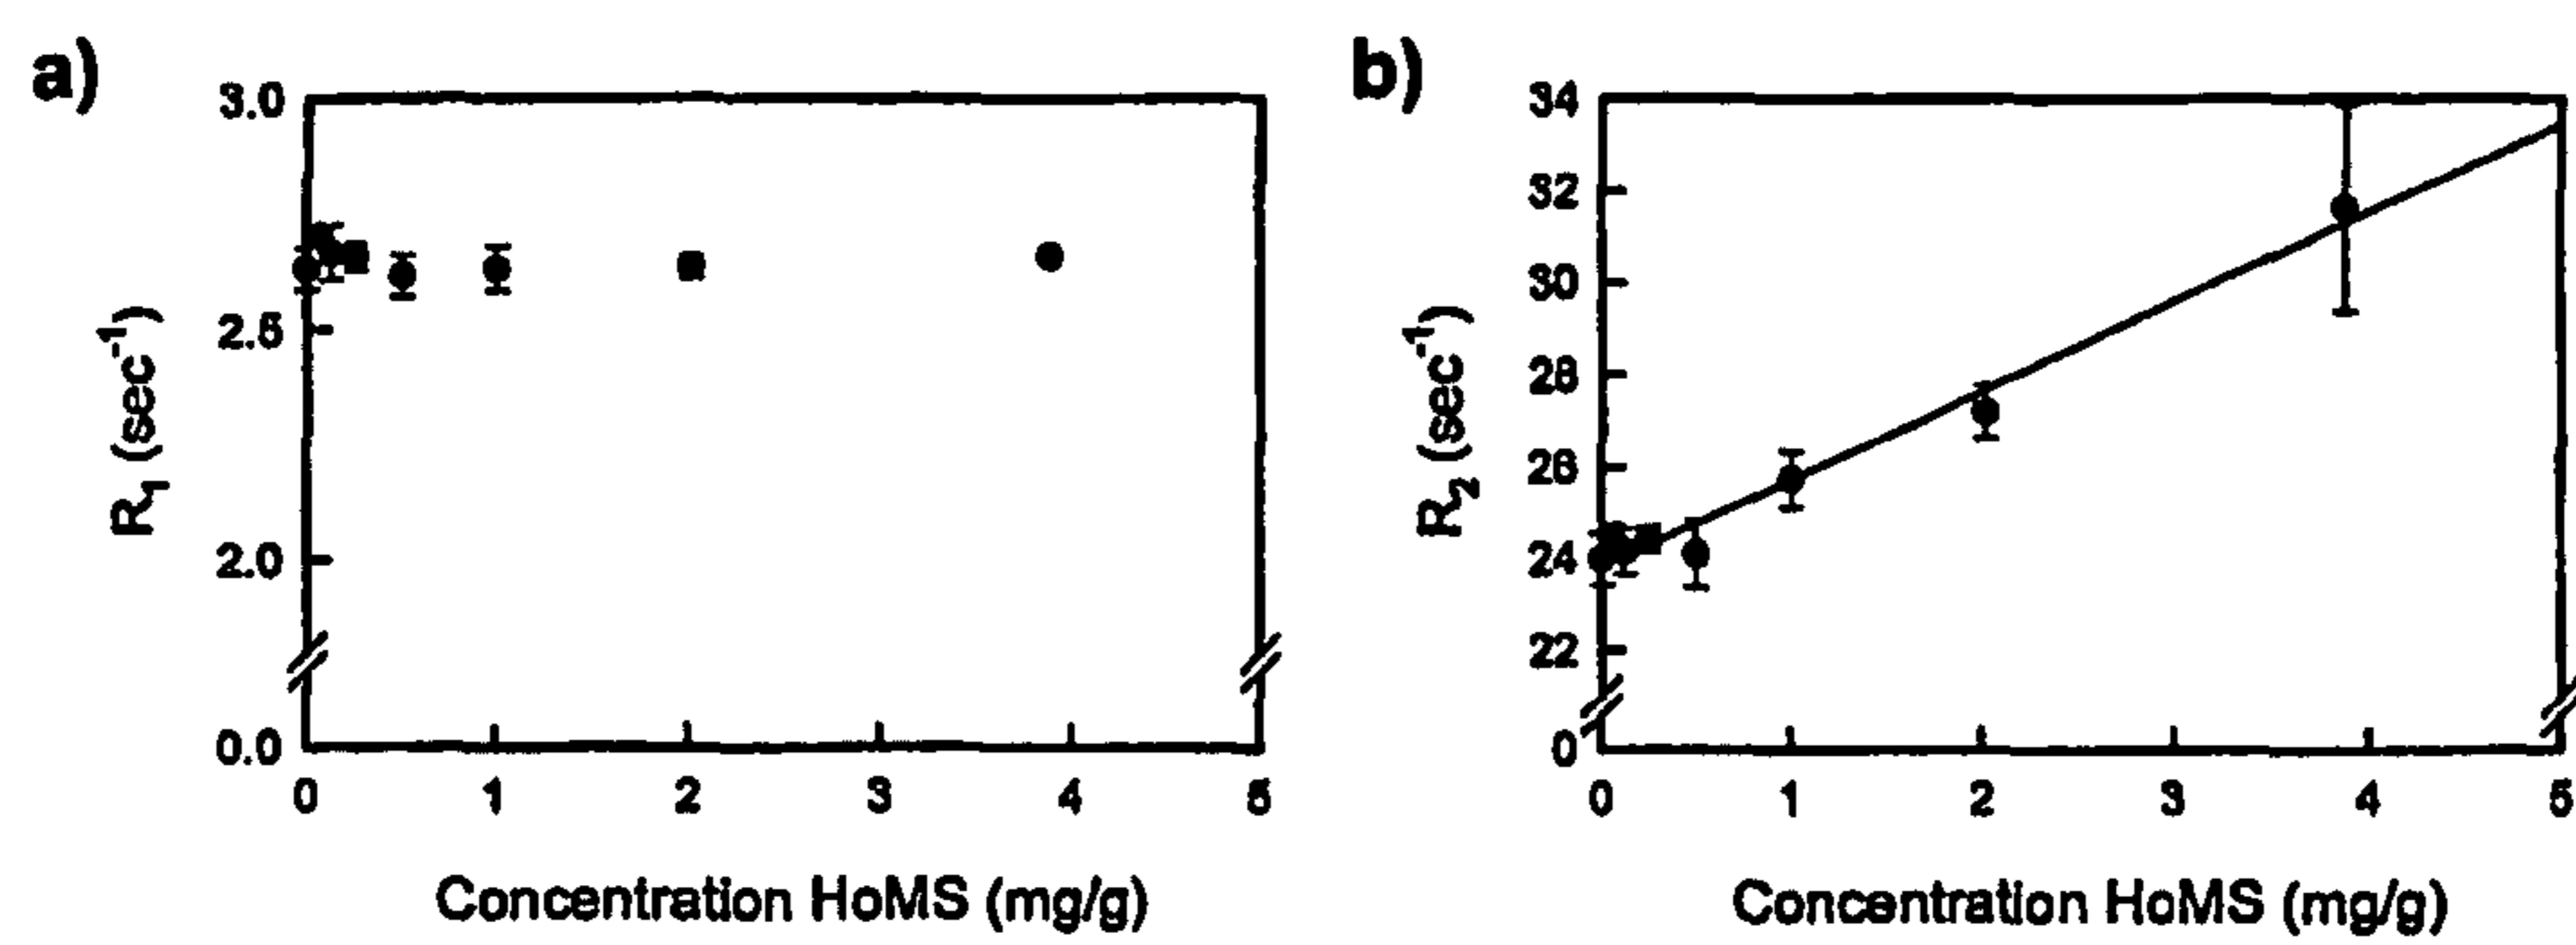 a)
3.0
2.5
2.0
0.0
R1 (sec-1)
0 1 2 3 4 5
Concentration HoMS (mg/g)
b)
34
32
30
28
26
24
22
0
R2 (sec-1)
0 1 2 3 4 5
Concentration HoMS (mg/g)